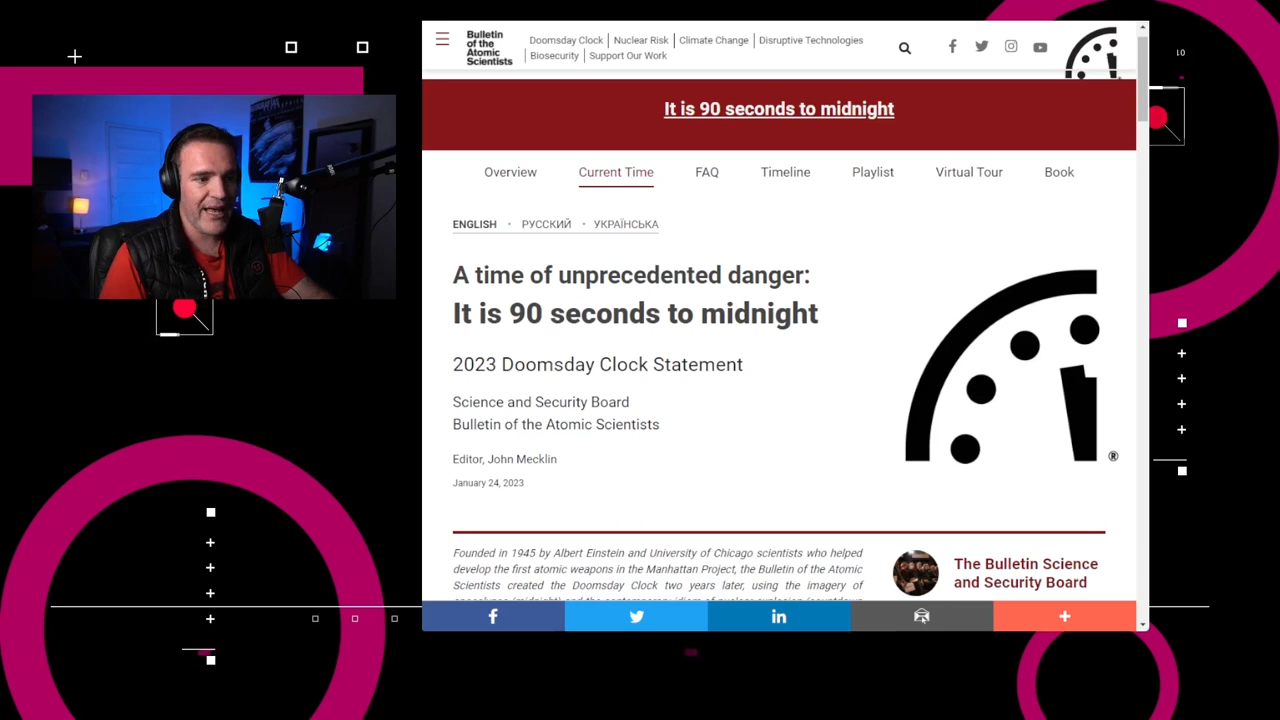 Bulletin
of the
Atomic
Scientists
Doomsday Clock
Nuclear Risk
Climate Change
Disruptive Technologies
Biosecurity
Support Our Work
It is 90 seconds to midnight
Overview
Current Time
FAQ
Timeline
Playlist
Virtual Tour
Book
ENGLISH · РУССКИЙ · УКРАЇНСЬКА
A time of unprecedented danger:
It is 90 seconds to midnight
2023 Doomsday Clock Statement
Science and Security Board
Bulletin of the Atomic Scientists
Editor, John Mecklin
January 24, 2023
®
Founded in 1945 by Albert Einstein and University of Chicago scientists who helped
develop the first atomic weapons in the Manhattan Project, the Bulletin of the Atomic
Scientists created the Doomsday Clock two years later, using the imagery of
The Bulletin Science
and Security Board